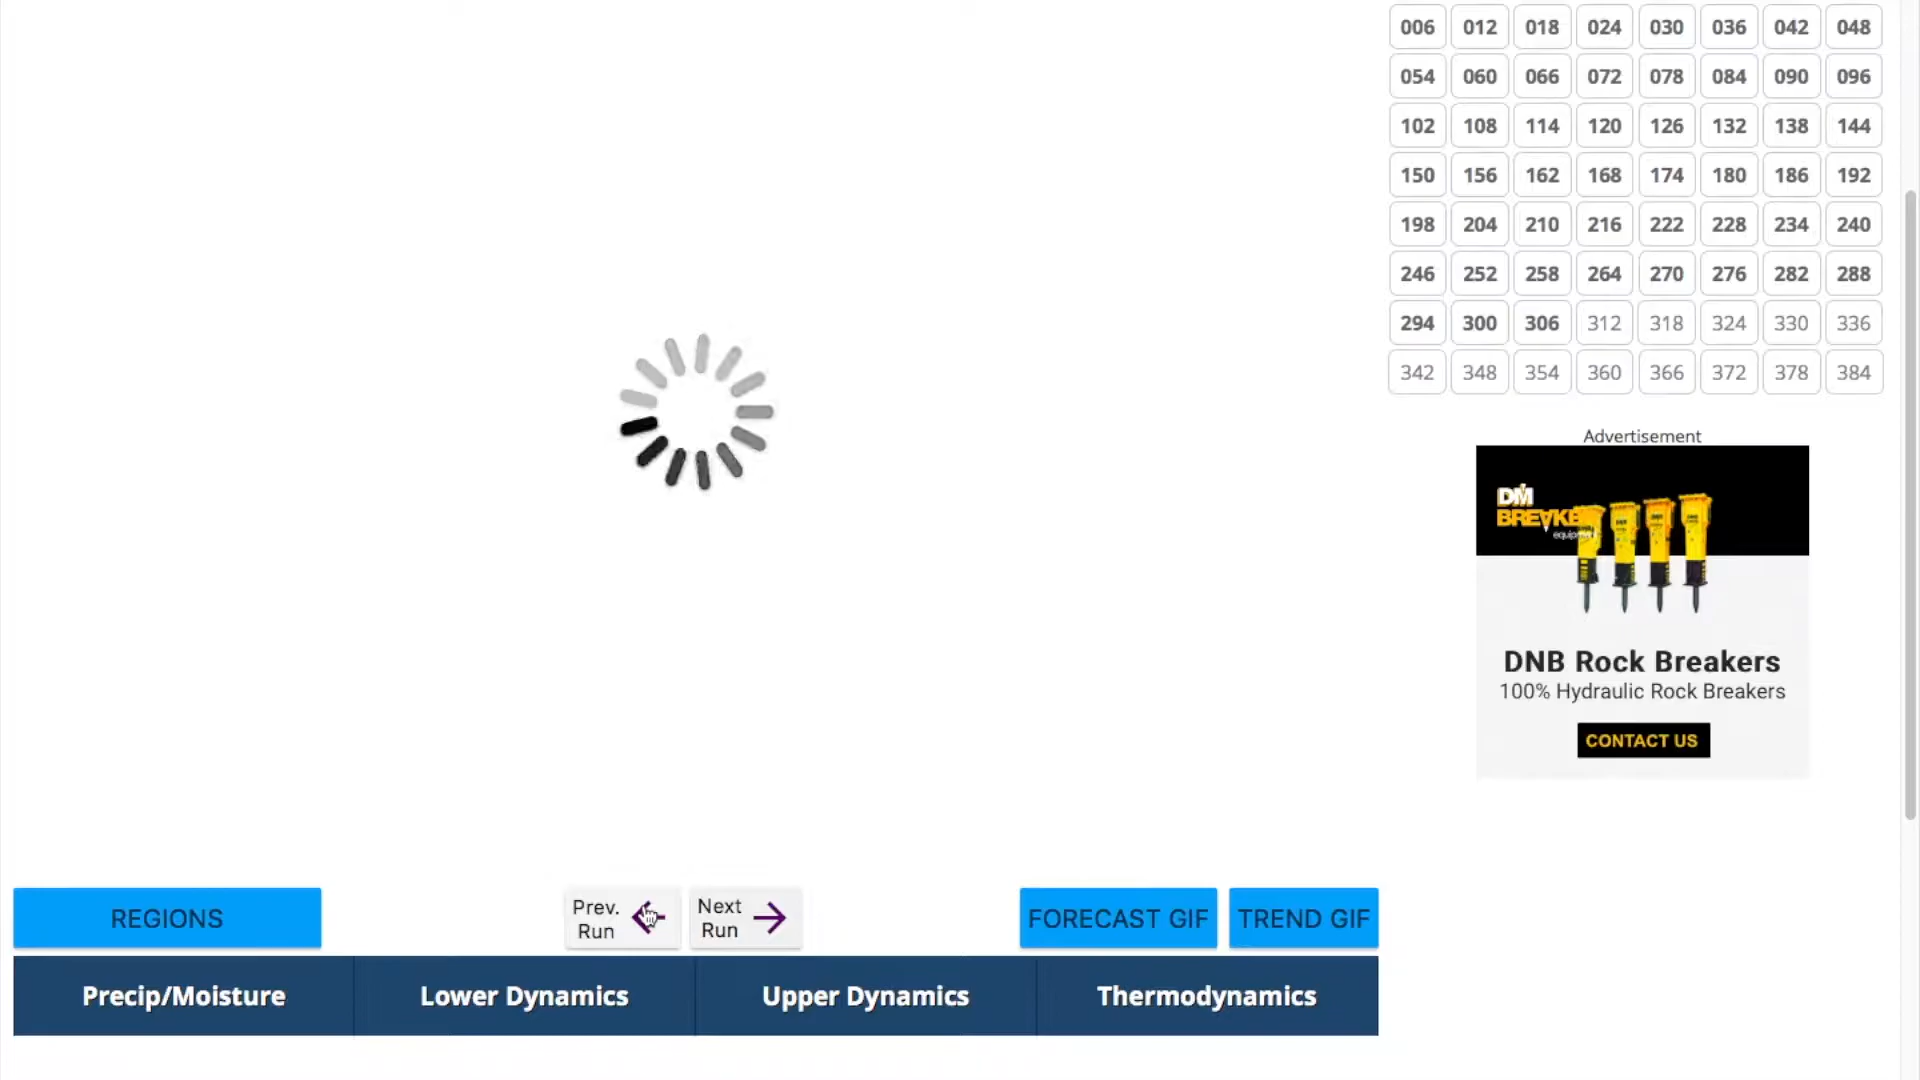 006 012 018 024 030 036 042 048
054 060 066 072 078 084 090 096
102 108 114 120 126 132 138 144
150 156 162 168 174 180 186 192
198 204 210 216 222 228 234 240
246 252 258 264 270 276 282 288
294 300 306 312 318 324 330 336
342 348 354 360 366 372 378 384
Advertisement
DNB Rock Breakers
100% Hydraulic Rock Breakers
CONTACT US
REGIONS
Prev.
Run
Next
Run
FORECAST GIF
TREND GIF
Precip/Moisture
Lower Dynamics
Upper Dynamics
Thermodynamics